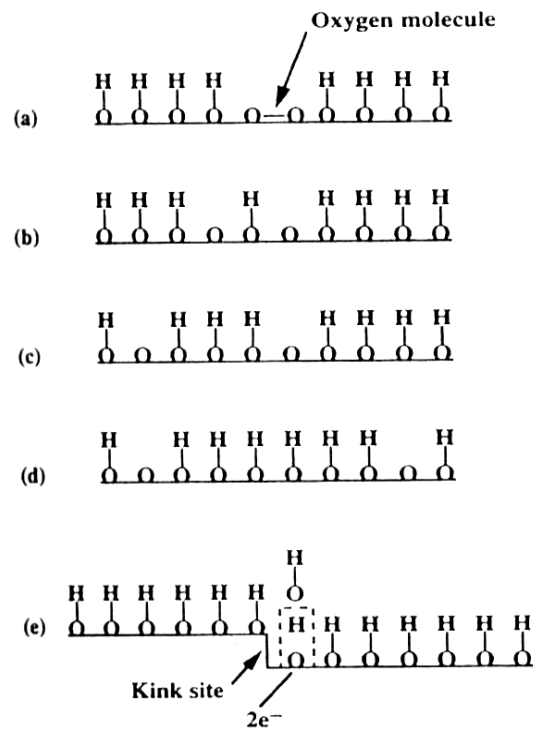 Oxygen molecule
H H H H H H H H
(a) O O O O O—O O O O O
H H H H H H H H
(b) O O O O O O O O O O
H H H H H H H H
(c) O O O O O O O O O O
H H H H H H H H
(d) O O O O O O O O O O
H
O
H H H H H H
(e) O O O O O O H H H H H H H
O O O O O O O
Kink site
2e⁻